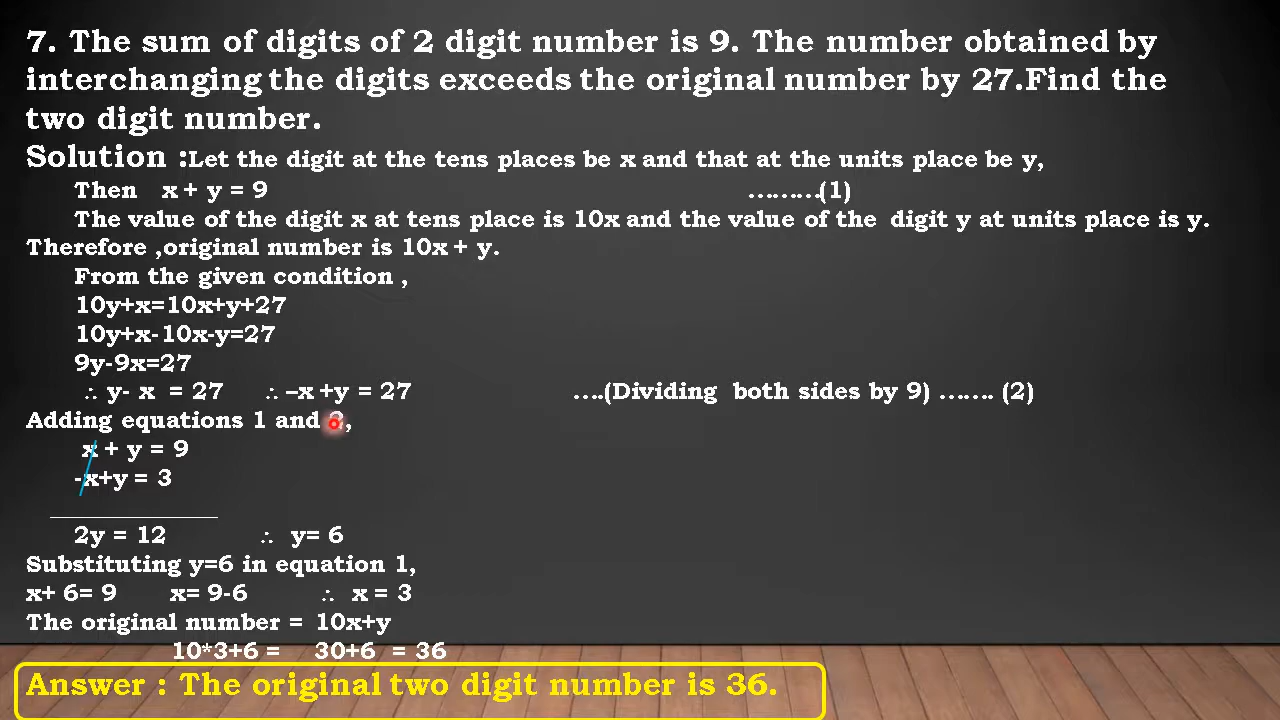 7. The sum of digits of 2 digit number is 9. The number obtained by
interchanging the digits exceeds the original number by 27.Find the
two digit number.
Solution :Let the digit at the tens places be x and that at the units place be y,
Then x + y = 9 ………(1)
The value of the digit x at tens place is 10x and the value of the digit y at units place is y.
Therefore ,original number is 10x + y.
From the given condition ,
10y+x=10x+y+27
10y+x-10x-y=27
9y-9x=27
∴ y- x = 27 ∴ –x +y = 27 ….(Dividing both sides by 9) ……. (2)
Adding equations 1 and 2,
x + y = 9
-x+y = 3
2y = 12 ∴ y= 6
Substituting y=6 in equation 1,
x+ 6= 9 x= 9-6 ∴ x = 3
The original number = 10x+y
10*3+6 = 30+6 = 36
Answer : The original two digit number is 36.